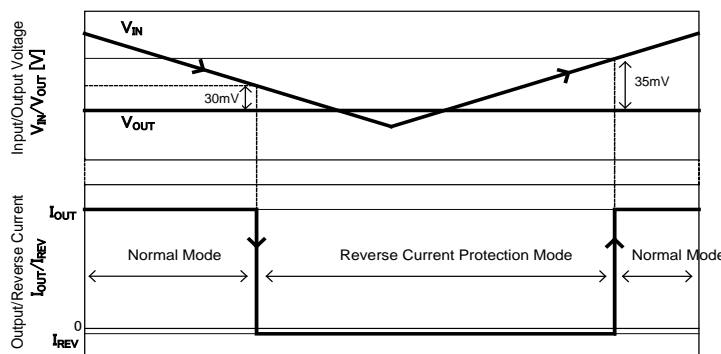 Input/Output Voltage
VIN/VOUT [V]
VIN
30mV
35mV
VOUT
Output/Reverse Current
IOUT/IREV
IOUT
Normal Mode
Reverse Current Protection Mode
Normal Mode
0
IREV